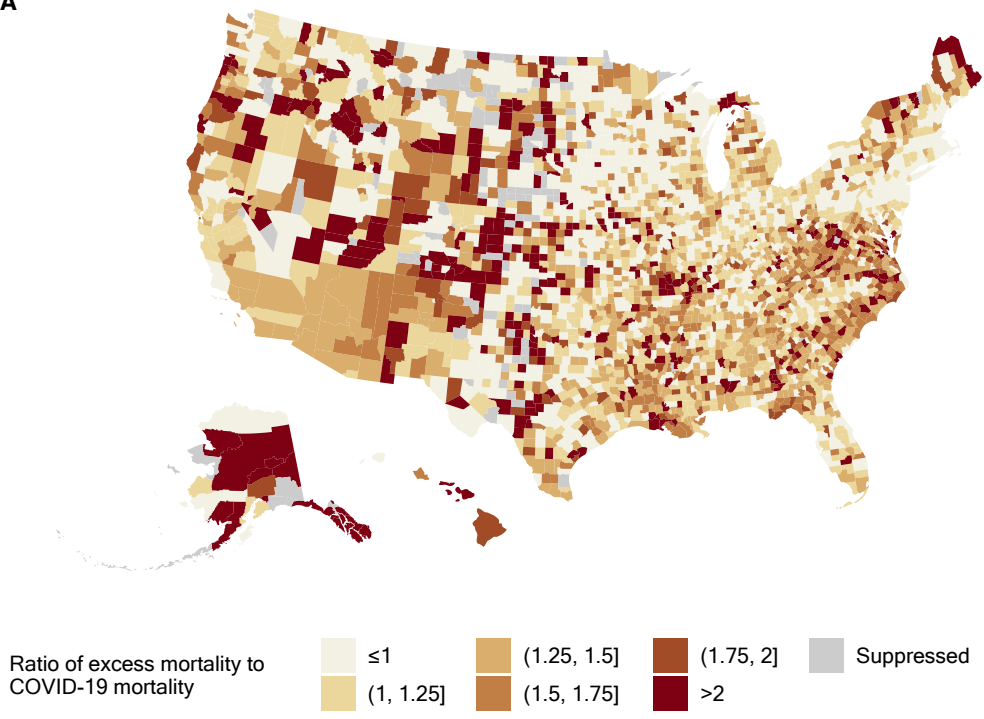 A
Ratio of excess mortality to
COVID-19 mortality
≤1
(1, 1.25]
(1.25, 1.5]
(1.5, 1.75]
(1.75, 2]
>2
Suppressed